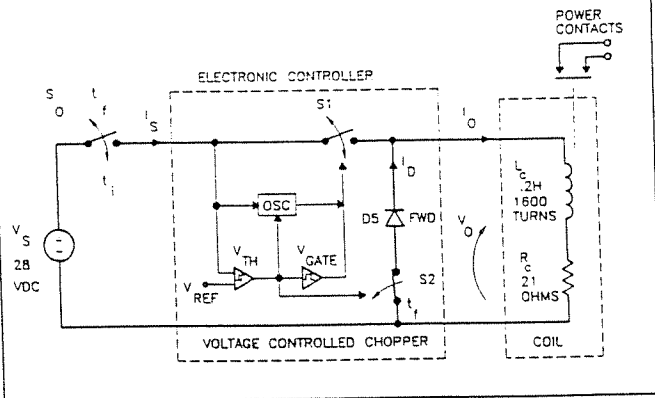 POWER
CONTACTS
ELECTRONIC CONTROLLER
S O
t f
I S
S1
I O
t i
I D
L C
.2H
1600
TURNS
OSC
D5
FWD
V S
28
VDC
V TH
V GATE
V O
R C
21
OHMS
V REF
S2
t f
VOLTAGE CONTROLLED CHOPPER
COIL